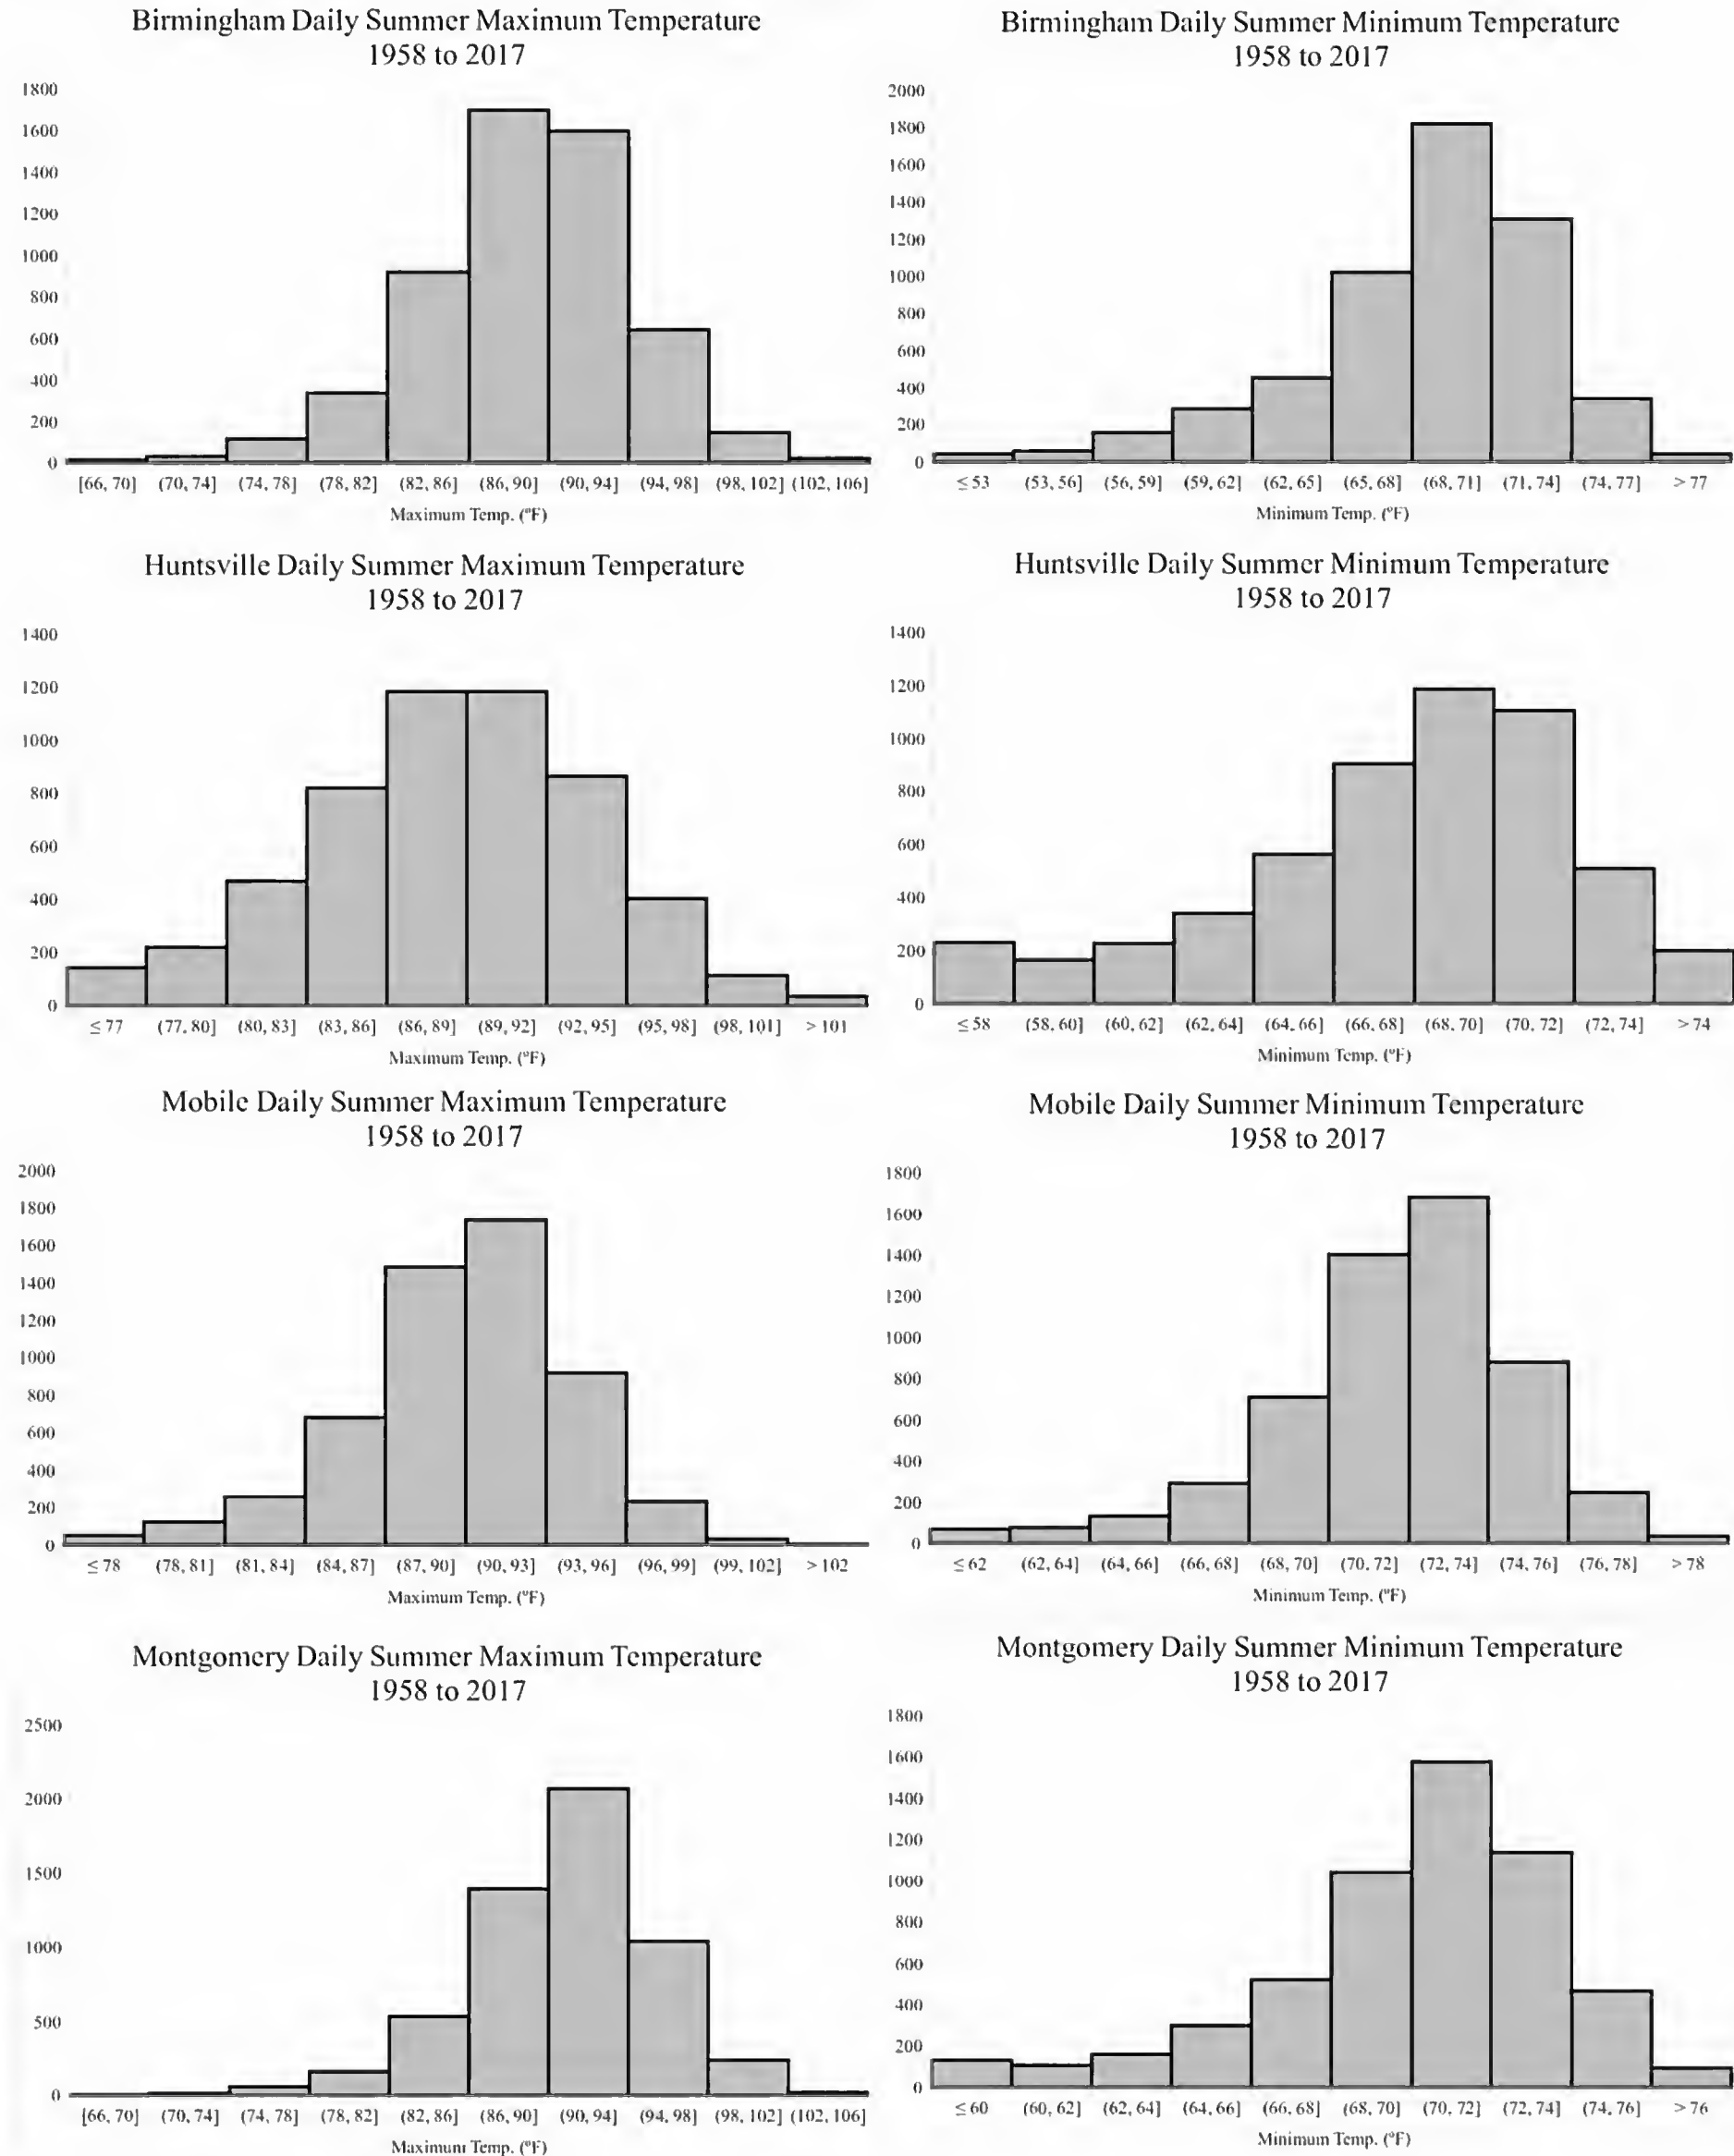 Birmingham Daily Summer Maximum Temperature
1958 to 2017
1800
1600
1400
1200
1000
800
600
400
200
0
[66, 70] (70, 74] (74, 78] (78, 82] (82, 86] (86, 90] (90, 94] (94, 98] (98, 102] (102, 106]
Maximum Temp. (°F)
Birmingham Daily Summer Minimum Temperature
1958 to 2017
2000
1800
1600
1400
1200
1000
800
600
400
200
0
≤ 53 (53, 56] (56, 59] (59, 62] (62, 65] (65, 68] (68, 71] (71, 74] (74, 77] > 77
Minimum Temp. (°F)
Huntsville Daily Summer Maximum Temperature
1958 to 2017
1400
1200
1000
800
600
400
200
0
≤ 77 (77, 80] (80, 83] (83, 86] (86, 89] (89, 92] (92, 95] (95, 98] (98, 101] > 101
Maximum Temp. (°F)
Huntsville Daily Summer Minimum Temperature
1958 to 2017
1400
1200
1000
800
600
400
200
0
≤ 58 (58, 60] (60, 62] (62, 64] (64, 66] (66, 68] (68, 70] (70, 72] (72, 74] > 74
Minimum Temp. (°F)
Mobile Daily Summer Maximum Temperature
1958 to 2017
2000
1800
1600
1400
1200
1000
800
600
400
200
0
≤ 78 (78, 81] (81, 84] (84, 87] (87, 90] (90, 93] (93, 96] (96, 99] (99, 102] > 102
Maximum Temp. (°F)
Mobile Daily Summer Minimum Temperature
1958 to 2017
1800
1600
1400
1200
1000
800
600
400
200
0
≤ 62 (62, 64] (64, 66] (66, 68] (68, 70] (70, 72] (72, 74] (74, 76] (76, 78] > 78
Minimum Temp. (°F)
Montgomery Daily Summer Maximum Temperature
1958 to 2017
2500
2000
1500
1000
500
0
[66, 70] (70, 74] (74, 78] (78, 82] (82, 86] (86, 90] (90, 94] (94, 98] (98, 102] (102, 106]
Maximum Temp. (°F)
Montgomery Daily Summer Minimum Temperature
1958 to 2017
1800
1600
1400
1200
1000
800
600
400
200
0
≤ 60 (60, 62] (62, 64] (64, 66] (66, 68] (68, 70] (70, 72] (72, 74] (74, 76] > 76
Minimum Temp. (°F)